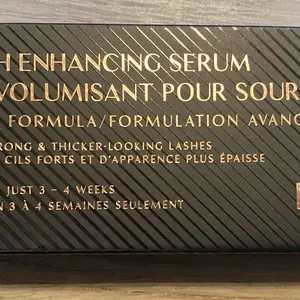 H ENHANCING SERUM
VOLUMISANT POUR SOUR
FORMULA/FORMULATION AVANC
RONG & THICKER-LOOKING LASHES
CILS FORTS ET D'APPARENCE PLUS ÉPAISSE
JUST 3 – 4 WEEKS
N 3 À 4 SEMAINES SEULEMENT